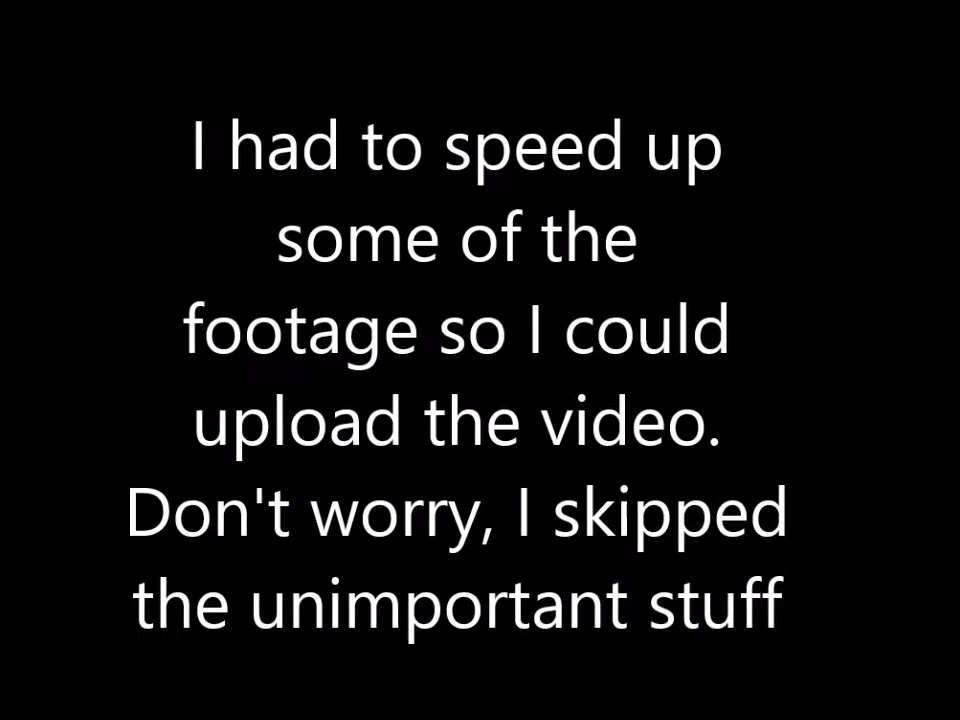 I had to speed up
some of the
footage so I could
upload the video.
Don't worry, I skipped
the unimportant stuff